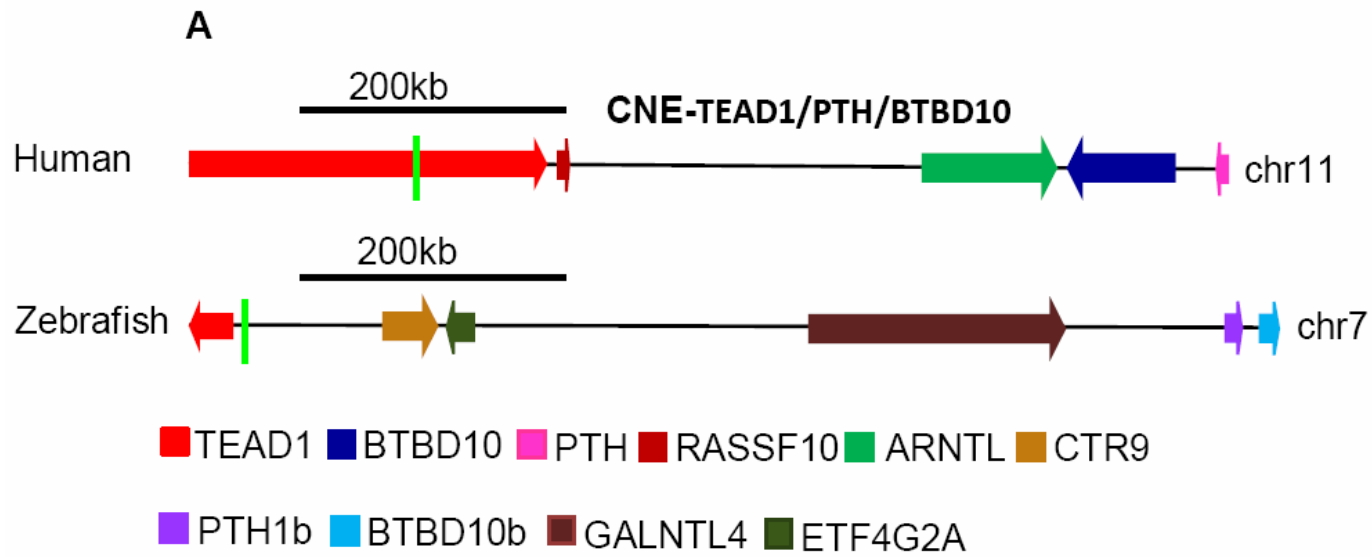 A
200kb
CNE-TEAD1/PTH/BTBD10
Human
chr11
200kb
Zebrafish
chr7
TEAD1 BTBD10 PTH RASSF10 ARNTL CTR9
PTH1b BTBD10b GALNTL4 ETF4G2A